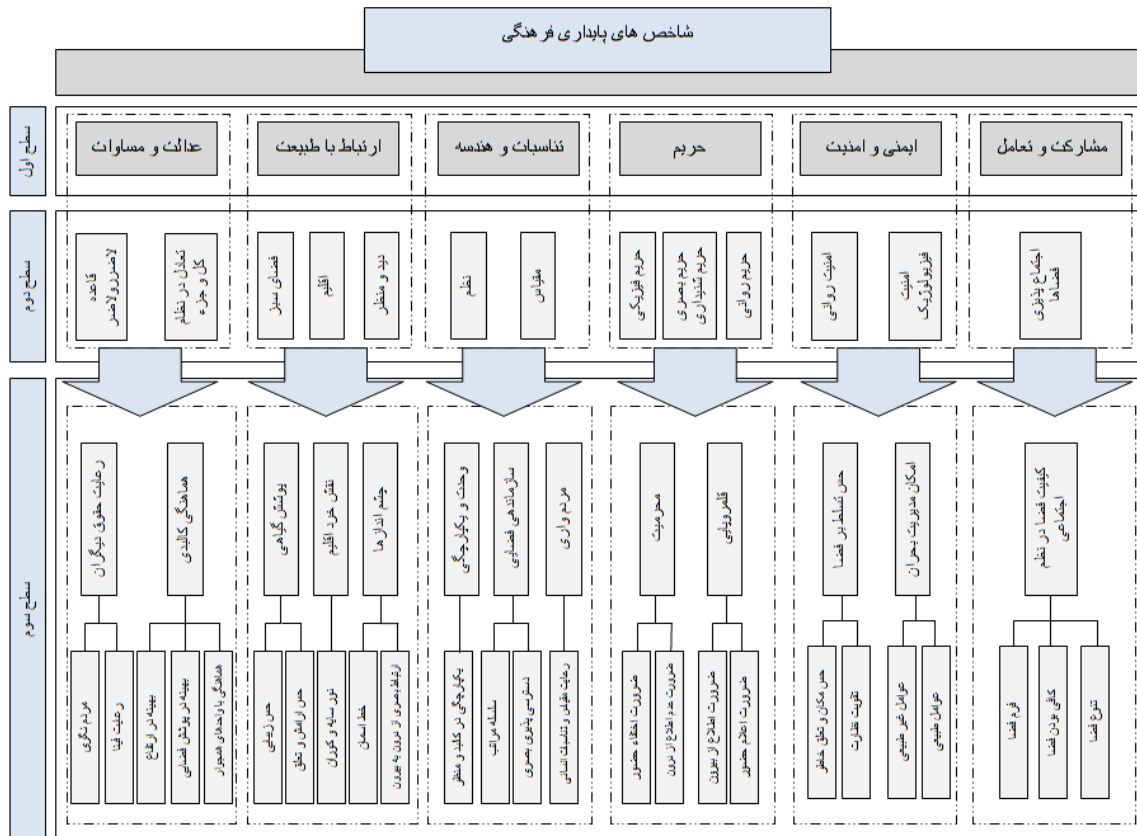 شاخص های پایداری فرهنگی
سطح اول
مشارکت و تعامل
ایمنی و امنیت
حریم
تناسبات و هندسه
ارتباط با طبیعت
عدالت و مساوات
سطح دوم
اجتماع پذیری
فضاها
امنیت
فیزیولوژیک
امنیت روانی
حریم روانی
حریم بصری
حریم شنیداری
حریم فیزیکی
مقیاس
نظم
دید و منظر
اقلیم
فضای سبز
تعادل در نظام
کل و جزء
قاعده
لاضررولاضر
سطح سوم
کیفیت فضا در نظم
اجتماعی
تنوع فضا
کافی بودن فضا
فرم فضا
امکان مدیریت بحران
عوامل طبیعی
عوامل غیر طبیعی
حس تسلط بر فضا
تقویت نظارت
حس مکان و تعلق خاطر
قلمروپایی
ضرورت اعلام حضور
ضرورت اطلاع از بیرون
محرمیت
ضرورت عدم اطلاع از درون
ضرورت اختفاء حضور
مردم واری
رعایت مقیاس و تناسبات انسانی
سازماندهی فضایی
دسترسی پذیری بصری
سلسله مراتب
وحدت و یکپارچگی
یکپارچگی در کالبد و منظر
چشم اندازها
ارتباط بصری از درون به بیرون
خط اسمان
نقش خرد اقلیم
نور سایه و کوران
پوشش گیاهی
حس ارامش و تعلق
حس زیبایی
هماهنگی کالبدی
هماهنگی با واحدهای همجوار
بهینه در پوشش فضایی
بهینه در ارتفاع
رعایت حقوق دیگران
رعایت فینا
مردم نگری